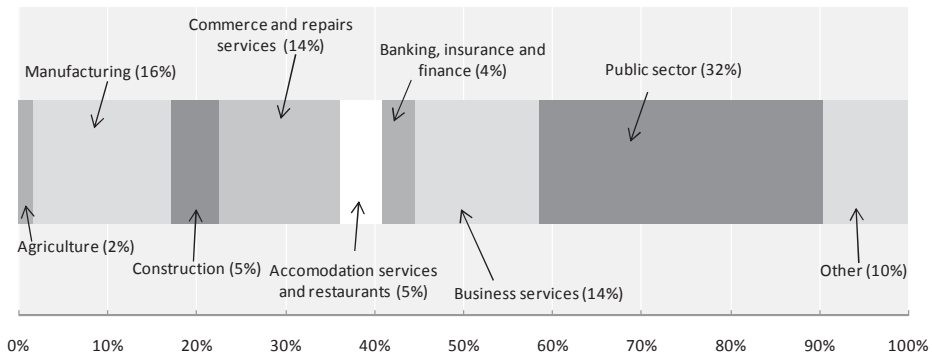 Commerce and repairs
services (14%)
Manufacturing (16%)
Banking, insurance and
finance (4%)
Public sector (32%)
Agriculture (2%)
Construction (5%)
Accomodation services
and restaurants (5%)
Business services (14%)
Other (10%)
0% 10% 20% 30% 40% 50% 60% 70% 80% 90% 100%